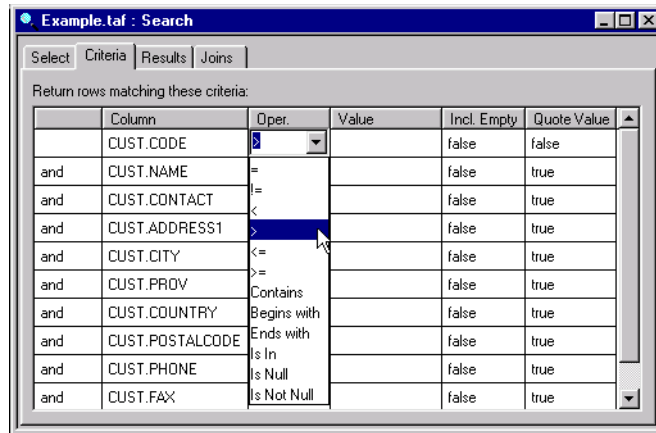 Example.taf : Search
Select Criteria Results Joins
Return rows matching these criteria:
Column Oper. Value Incl. Empty Quote Value
CUST.CODE > false false
and CUST.NAME = false true
!=
and CUST.CONTACT < false true
and CUST.ADDRESS1 > false true
and CUST.CITY <= false true
>=
and CUST.PROV Contains false true
and CUST.COUNTRY Begins with false true
and CUST.POSTALCODE Ends with false true
Is In
and CUST.PHONE Is Null false true
and CUST.FAX Is Not Null false true